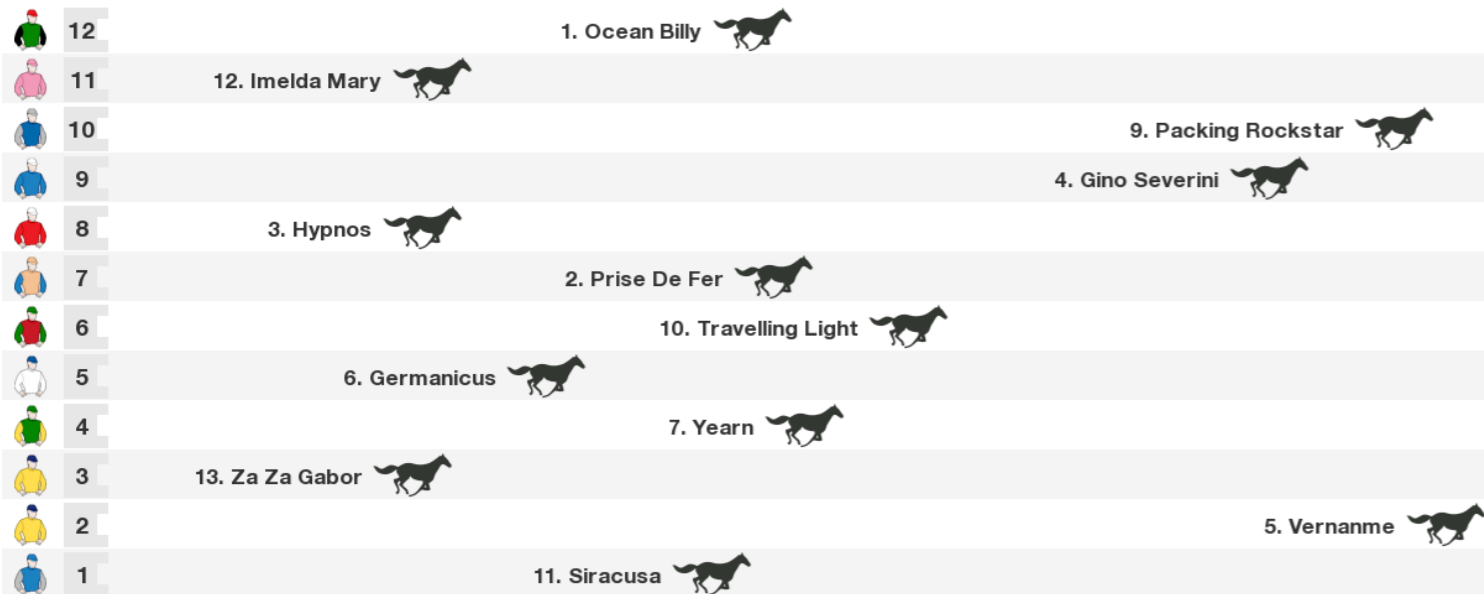 12 1. Ocean Billy
11 12. Imelda Mary
10 9. Packing Rockstar
9 4. Gino Severini
8 3. Hypnos
7 2. Prise De Fer
6 10. Travelling Light
5 6. Germanicus
4 7. Yearn
3 13. Za Za Gabor
2 5. Vernanme
1 11. Siracusa